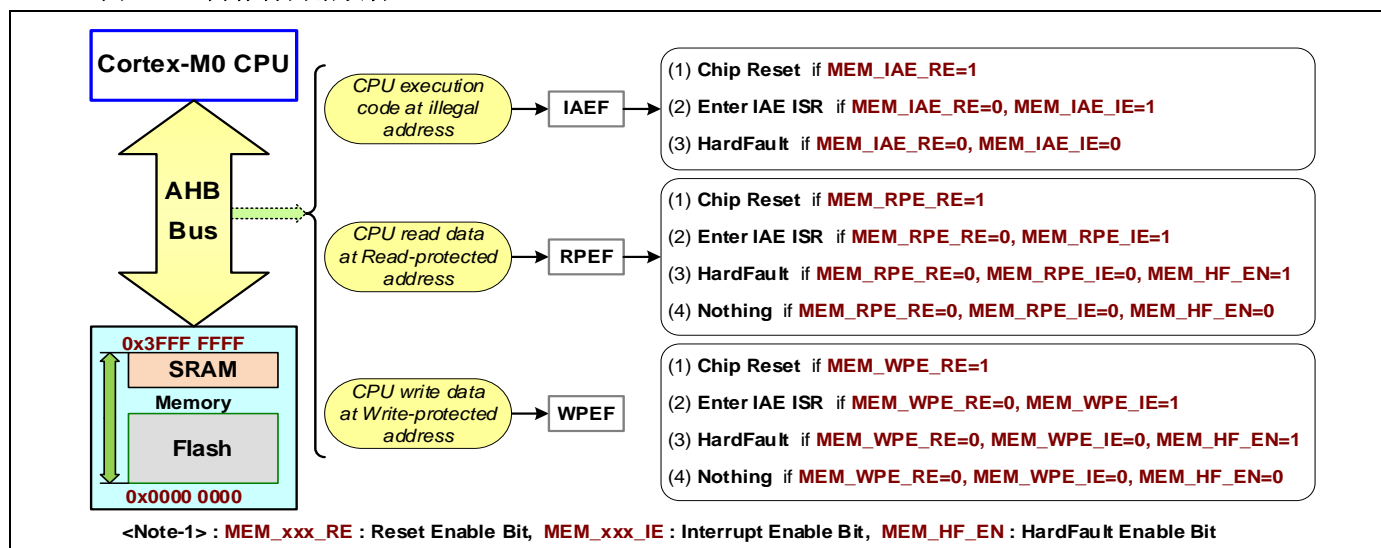 Cortex-M0 CPU
AHB
Bus
0x3FFF FFFF
SRAM
Memory
Flash
0x0000 0000
CPU execution
code at illegal
address
IAEF
(1) Chip Reset if MEM_IAE_RE=1
(2) Enter IAE ISR if MEM_IAE_RE=0, MEM_IAE_IE=1
(3) HardFault if MEM_IAE_RE=0, MEM_IAE_IE=0
CPU read data
at Read-protected
address
RPEF
(1) Chip Reset if MEM_RPE_RE=1
(2) Enter IAE ISR if MEM_RPE_RE=0, MEM_RPE_IE=1
(3) HardFault if MEM_RPE_RE=0, MEM_RPE_IE=0, MEM_HF_EN=1
(4) Nothing if MEM_RPE_RE=0, MEM_RPE_IE=0, MEM_HF_EN=0
CPU write data
at Write-protected
address
WPEF
(1) Chip Reset if MEM_WPE_RE=1
(2) Enter IAE ISR if MEM_WPE_RE=0, MEM_WPE_IE=1
(3) HardFault if MEM_WPE_RE=0, MEM_WPE_IE=0, MEM_HF_EN=1
(4) Nothing if MEM_WPE_RE=0, MEM_WPE_IE=0, MEM_HF_EN=0
<Note-1> : MEM_xxx_RE : Reset Enable Bit, MEM_xxx_IE : Interrupt Enable Bit, MEM_HF_EN : HardFault Enable Bit